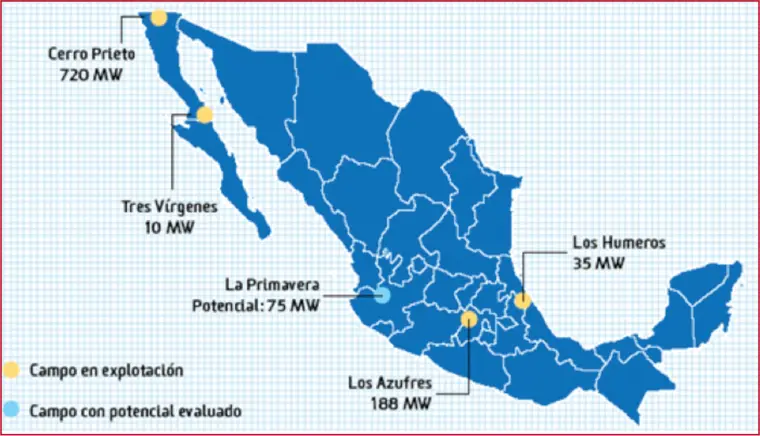 Cerro Prieto
720 MW
Tres Vírgenes
10 MW
Los Humeros
35 MW
La Primavera
Potencial: 75 MW
Los Azufres
188 MW
Campo en explotación
Campo con potencial evaluado